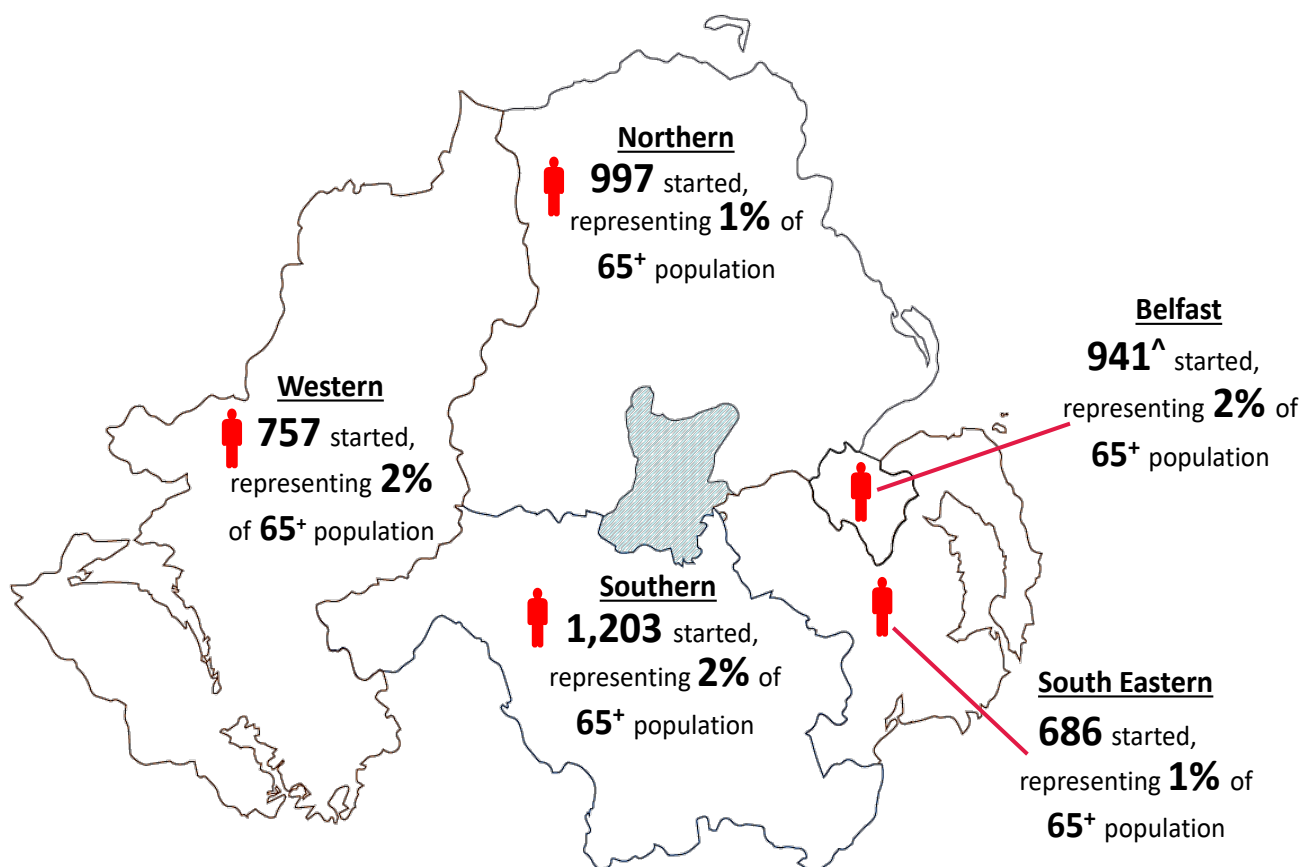 Northern
997 started,
representing 1% of
65+ population
Belfast
941^ started,
representing 2% of
65+ population
Western
757 started,
representing 2%
of 65+ population
Southern
1,203 started,
representing 2% of
65+ population
South Eastern
686 started,
representing 1% of
65+ population